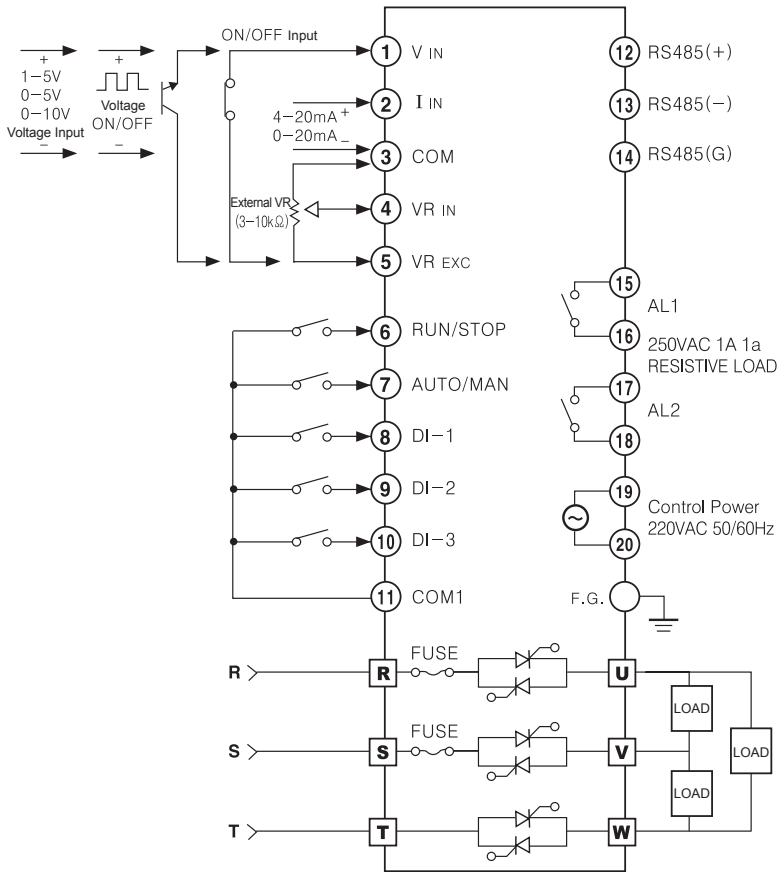 ON/OFF Input
+
1-5V
0-5V
0-10V
Voltage Input
-
+
Voltage
ON/OFF
-
4-20mA +
0-20mA -
External VR
(3-10kΩ)
1 V IN
2 I IN
3 COM
4 VR IN
5 VR EXC
6 RUN/STOP
7 AUTO/MAN
8 DI-1
9 DI-2
10 DI-3
11 COM1
12 RS485(+)
13 RS485(-)
14 RS485(G)
15
AL1
16
250VAC 1A 1a
RESISTIVE LOAD
17
AL2
18
19
Control Power
220VAC 50/60Hz
20
F.G.
R R FUSE U
LOAD
S S FUSE V
LOAD
LOAD
T T W